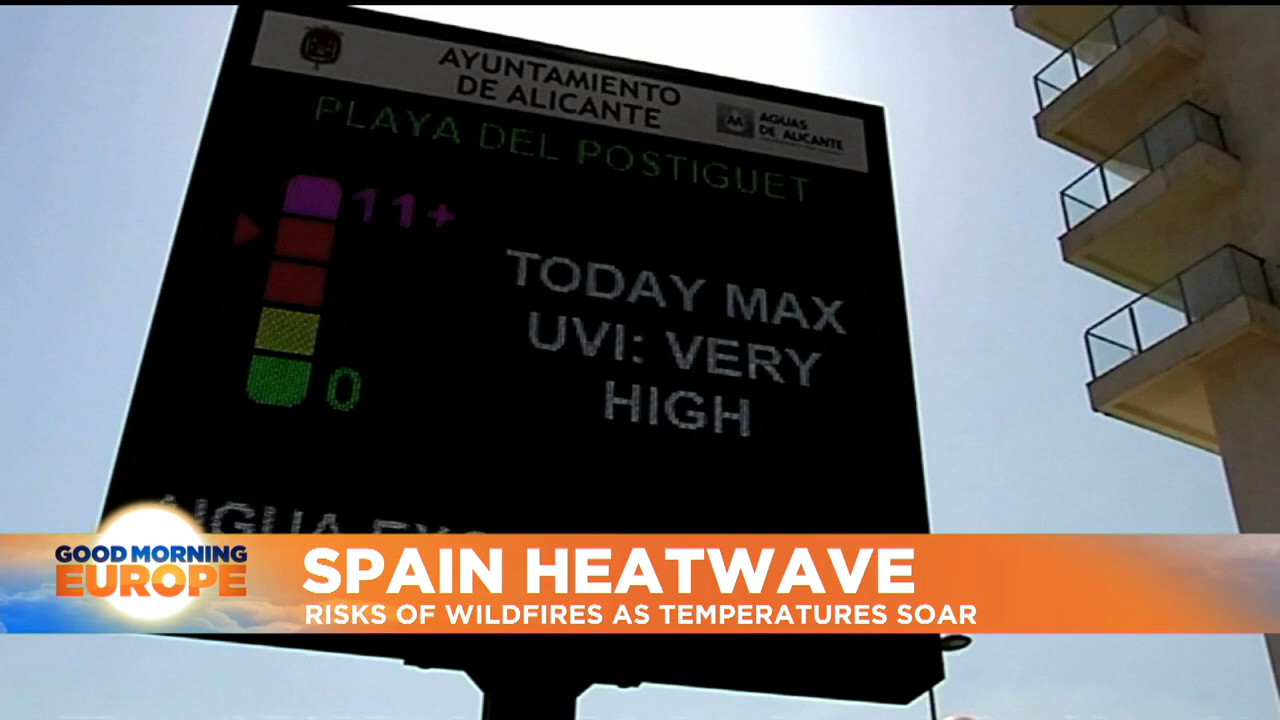 AYUNTAMIENTO
DE ALICANTE
AGUAS
DE ALICANTE
PLAYA DEL POSTIGUET
11+
TODAY MAX
UVI: VERY
HIGH
0
AIGUA
GOOD MORNING
EUROPE
SPAIN HEATWAVE
RISKS OF WILDFIRES AS TEMPERATURES SOAR